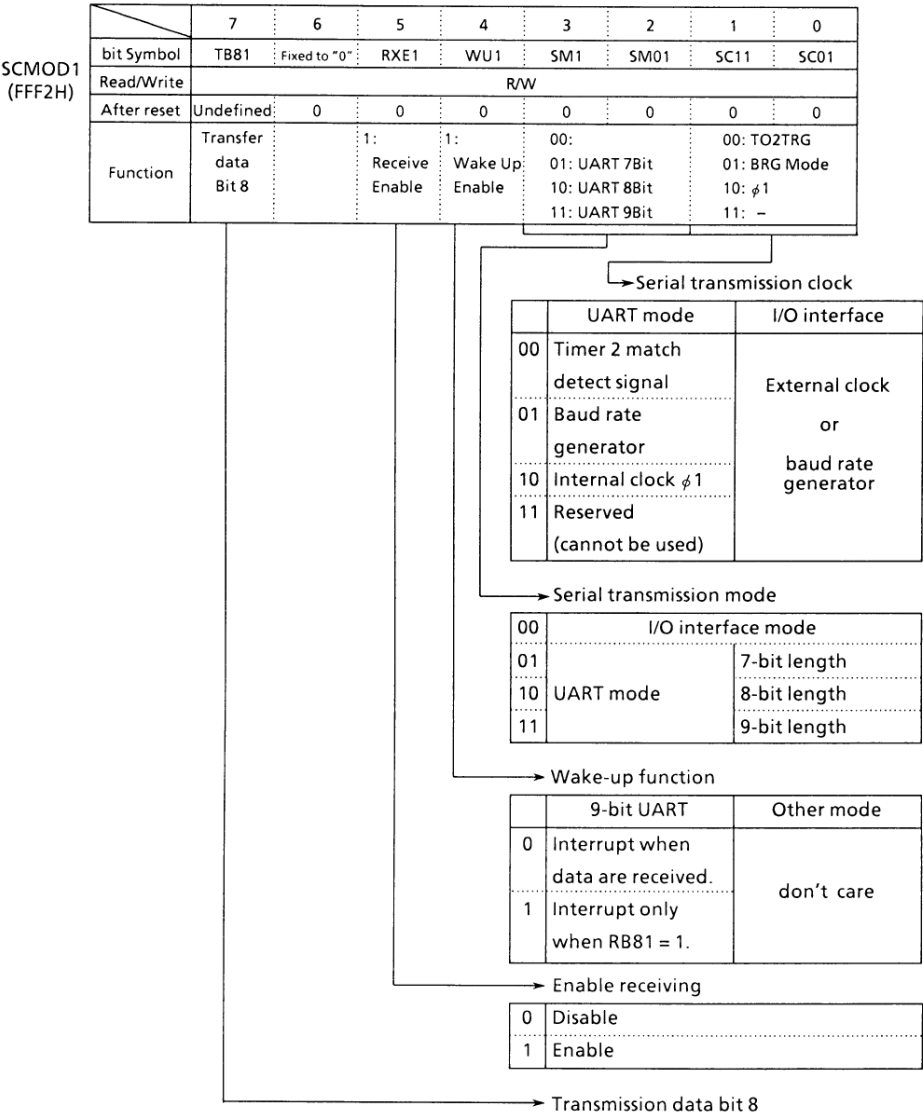 7 6 5 4 3 2 1 0
SCMOD1
(FFF2H)
bit Symbol TB81 Fixed to "0" RXE1 WU1 SM1 SM01 SC11 SC01
Read/Write R/W
After reset Undefined 0 0 0 0 0 0 0
Function
Transfer data Bit 8
1: Receive Enable
1: Wake Up Enable
00:
01: UART 7Bit
10: UART 8Bit
11: UART 9Bit
00: TO2TRG
01: BRG Mode
10: ϕ1
11: –
Serial transmission clock
UART mode I/O interface
00 Timer 2 match
detect signal
01 Baud rate
generator
10 Internal clock ϕ1
11 Reserved
(cannot be used)
External clock
or
baud rate
generator
Serial transmission mode
00 I/O interface mode
01 7-bit length
10 UART mode 8-bit length
11 9-bit length
Wake-up function
9-bit UART Other mode
0 Interrupt when
data are received.
1 Interrupt only
when RB81 = 1.
don't care
Enable receiving
0 Disable
1 Enable
Transmission data bit 8